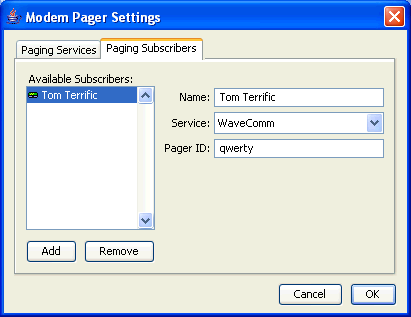 Modem Pager Settings
Paging Services
Paging Subscribers
Available Subscribers:
Tom Terrific
Name: Tom Terrific
Service: WaveComm
Pager ID: qwerty
Add
Remove
Cancel
OK